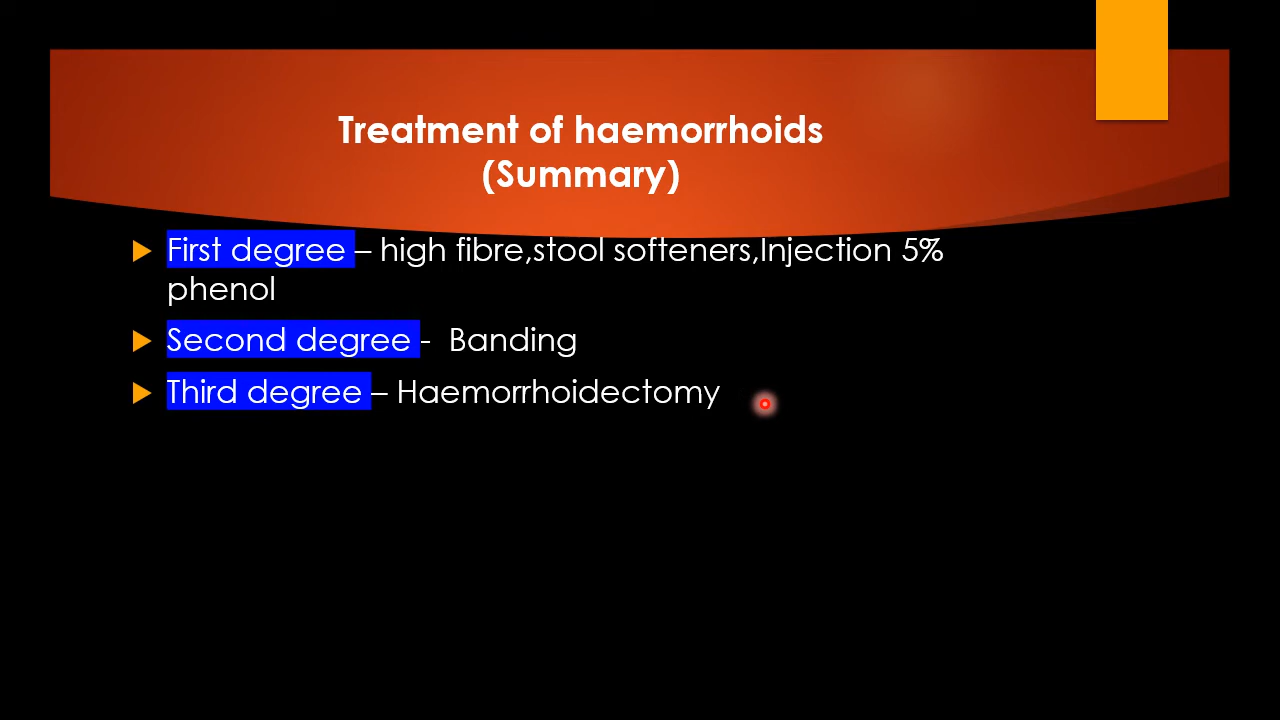 Treatment of haemorrhoids
(Summary)
First degree – high fibre,stool softeners,Injection 5%
phenol
Second degree -  Banding
Third degree – Haemorrhoidectomy